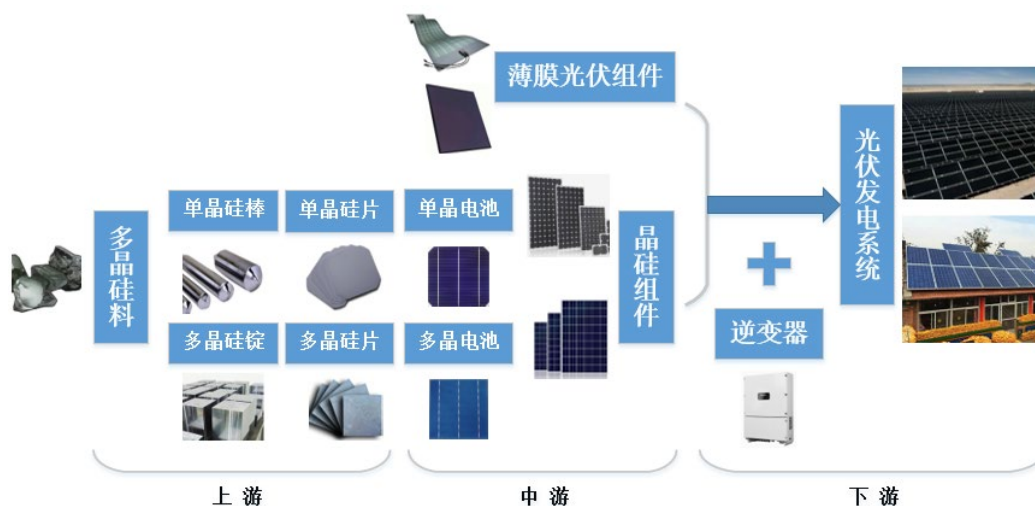 薄膜光伏组件
多晶硅料
单晶硅棒
单晶硅片
单晶电池
多晶硅锭
多晶硅片
多晶电池
晶硅组件
逆变器
光伏发电系统
上 游
中 游
下 游